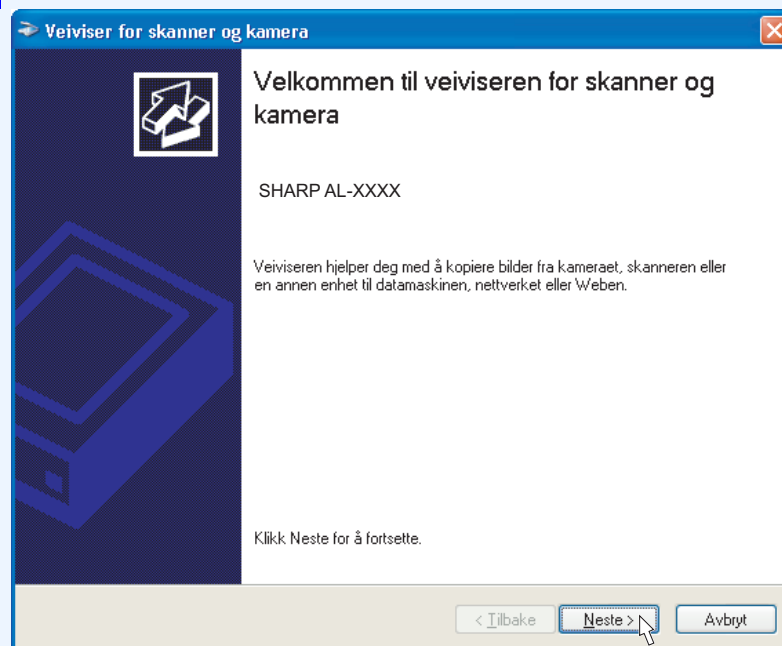 Veiviser for skanner og kamera
Velkommen til veiviseren for skanner og
kamera
SHARP AL-XXXX
Veiviseren hjelper deg med å kopiere bilder fra kameraet, skanneren eller
en annen enhet til datamaskinen, nettverket eller Weben.
Klikk Neste for å fortsette.
< Tilbake Neste > Avbryt